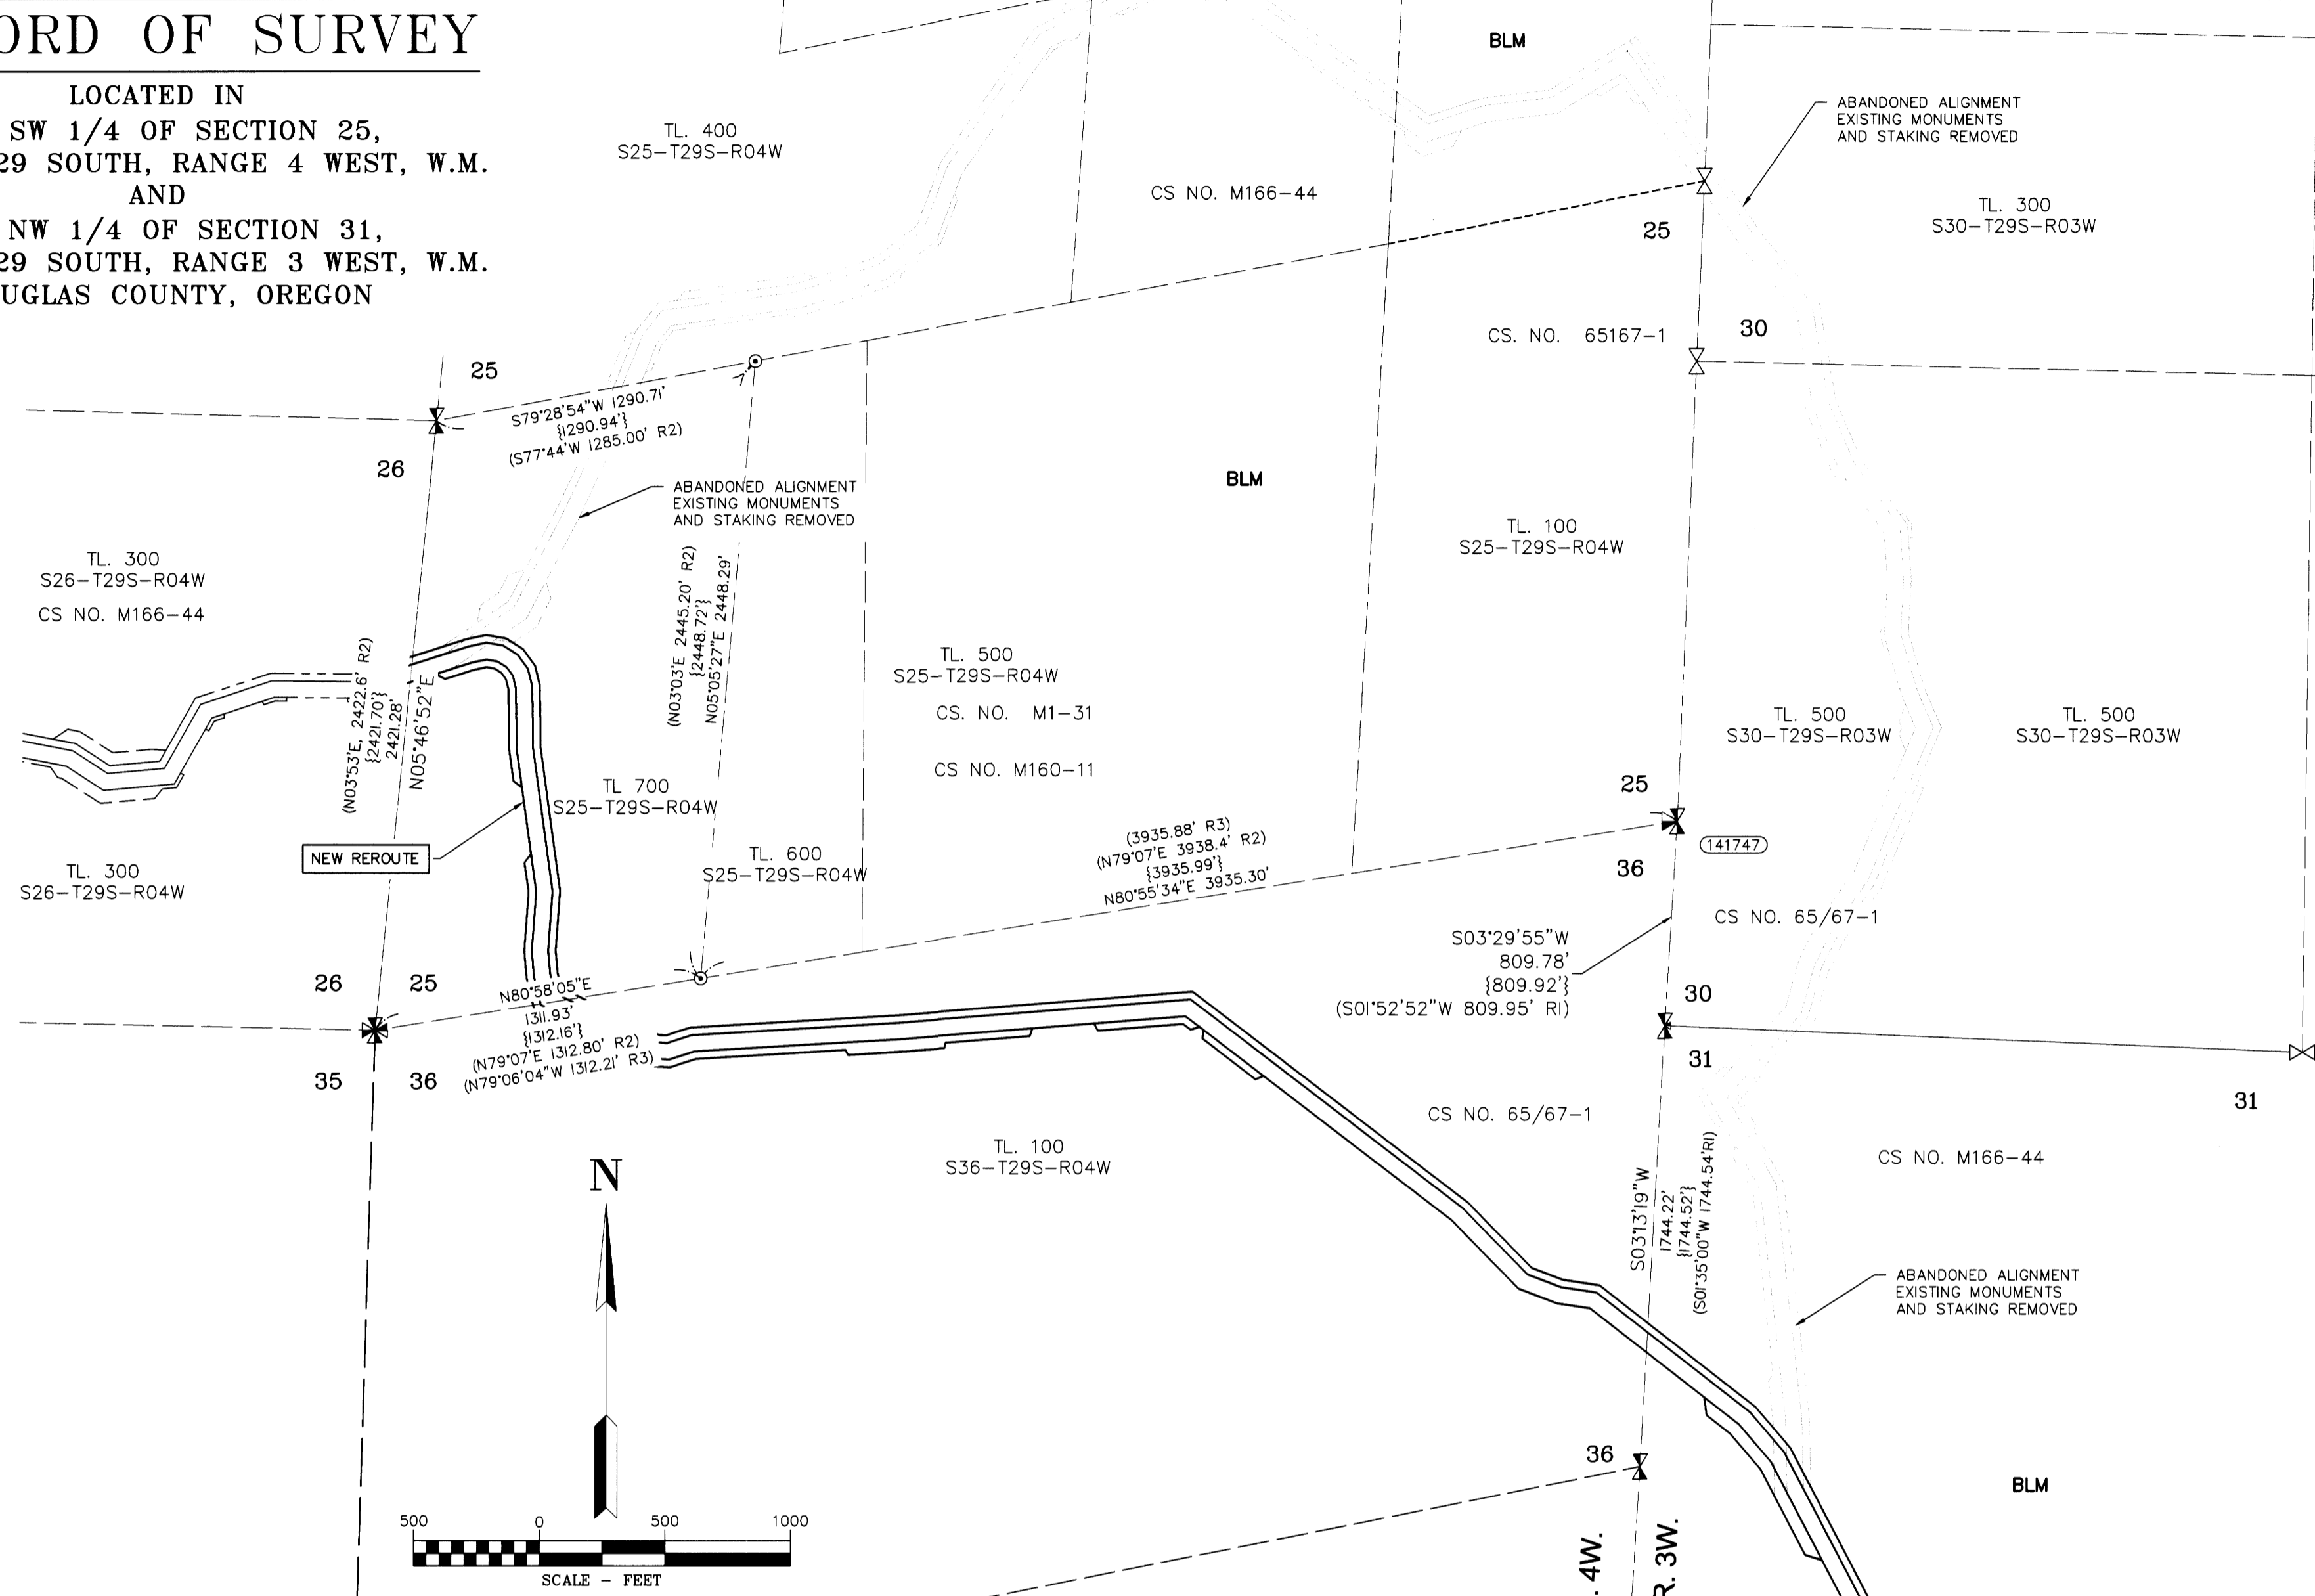 ORD OF SURVEY
LOCATED IN
SW 1/4 OF SECTION 25,
29 SOUTH, RANGE 4 WEST, W.M.
AND
NW 1/4 OF SECTION 31,
29 SOUTH, RANGE 3 WEST, W.M.
UGLAS COUNTY, OREGON
TL. 400
S25-T29S-R04W
CS NO. M166-44
BLM
ABANDONED ALIGNMENT
EXISTING MONUMENTS
AND STAKING REMOVED
TL. 300
S30-T29S-R03W
25
30
CS. NO. 65167-1
25
26
S79°28'54"W 1290.71'
{1290.94'}
(S77°44'W 1285.00' R2)
ABANDONED ALIGNMENT
EXISTING MONUMENTS
AND STAKING REMOVED
BLM
TL. 100
S25-T29S-R04W
TL. 300
S26-T29S-R04W
CS NO. M166-44
(N03°53'E, 2422.6' R2)
{2421.70'}
2421.28'
N05°46'52"E
(N03°03'E 2445.20' R2)
{2448.72'}
N05°05'27"E 2448.29'
TL. 500
S25-T29S-R04W
CS. NO. M1-31
CS NO. M160-11
TL. 500
S30-T29S-R03W
TL. 500
S30-T29S-R03W
TL 700
S25-T29S-R04W
NEW REROUTE
TL. 600
S25-T29S-R04W
TL. 300
S26-T29S-R04W
(3935.88' R3)
(N79°07'E 3938.4' R2)
{3935.99'}
N80°55'34"E 3935.30'
25
36
141747
CS NO. 65/67-1
S03°29'55"W
809.78'
{809.92'}
(S01°52'52"W 809.95' R1)
26
25
35
36
N80°58'05"E
1311.93'
{1312.16'}
(N79°07'E 1312.80' R2)
(N79°06'04"W 1312.21' R3)
30
31
31
CS NO. 65/67-1
CS NO. M166-44
TL. 100
S36-T29S-R04W
S03°13'19"W
1744.22'
{1744.52'}
(S01°35'00"W 1744.54'R1)
ABANDONED ALIGNMENT
EXISTING MONUMENTS
AND STAKING REMOVED
N
36
BLM
500 0 500 1000
SCALE - FEET
. 4W.
R. 3W.